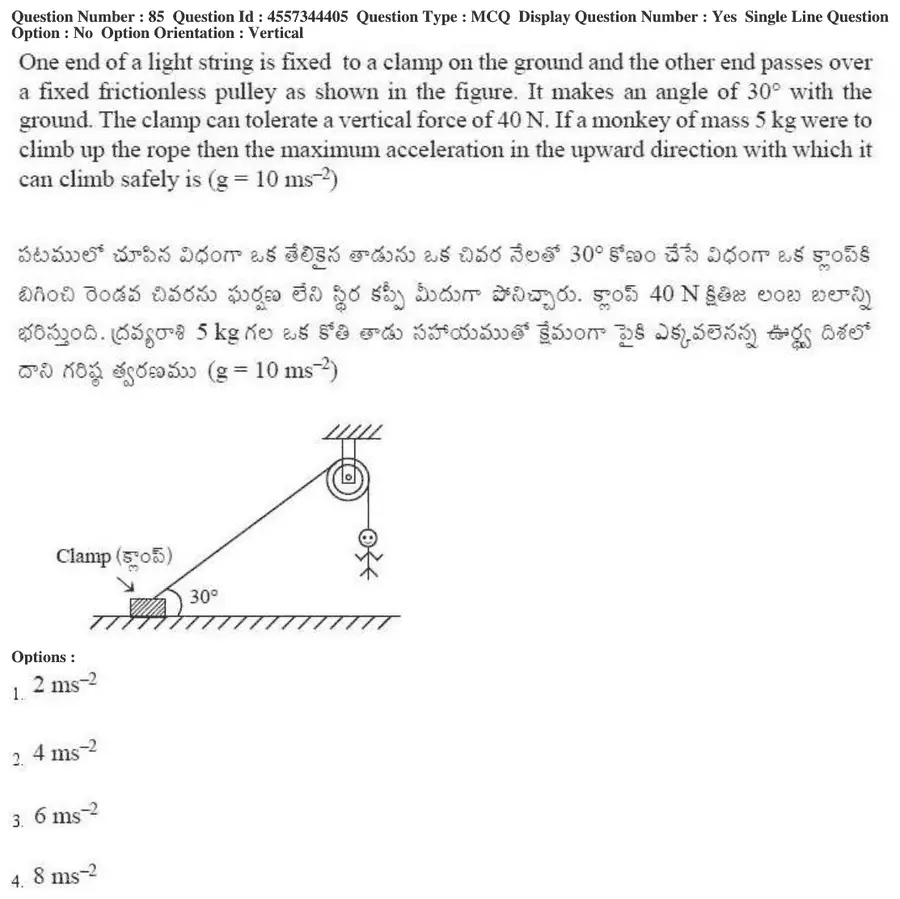 Question Number : 85 Question Id : 4557344405 Question Type : MCQ Display Question Number : Yes Single Line Question
Option : No Option Orientation : Vertical
One end of a light string is fixed to a clamp on the ground and the other end passes over
a fixed frictionless pulley as shown in the figure. It makes an angle of 30° with the
ground. The clamp can tolerate a vertical force of 40 N. If a monkey of mass 5 kg were to
climb up the rope then the maximum acceleration in the upward direction with which it
can climb safely is (g = 10 ms⁻²)
పటములో చూపిన విధంగా ఒక తేలికైన తాడును ఒక చివర నేలతో 30° కోణం చేసే విధంగా ఒక క్లాంప్‌కి
బిగించి రెండవ చివరను ఘర్షణ లేని స్థిర కప్పీ మీదుగా పోనిచ్చారు. క్లాంప్ 40 N క్షితిజ లంబ బలాన్ని
భరిస్తుంది. ద్రవ్యరాశి 5 kg గల ఒక కోతి తాడు సహాయముతో క్షేమంగా పైకి ఎక్కవలెనన్న ఊర్ధ్వ దిశలో
దాని గరిష్ఠ త్వరణము (g = 10 ms⁻²)
Clamp (క్లాంప్)
30°
Options :
1. 2 ms⁻²
2. 4 ms⁻²
3. 6 ms⁻²
4. 8 ms⁻²